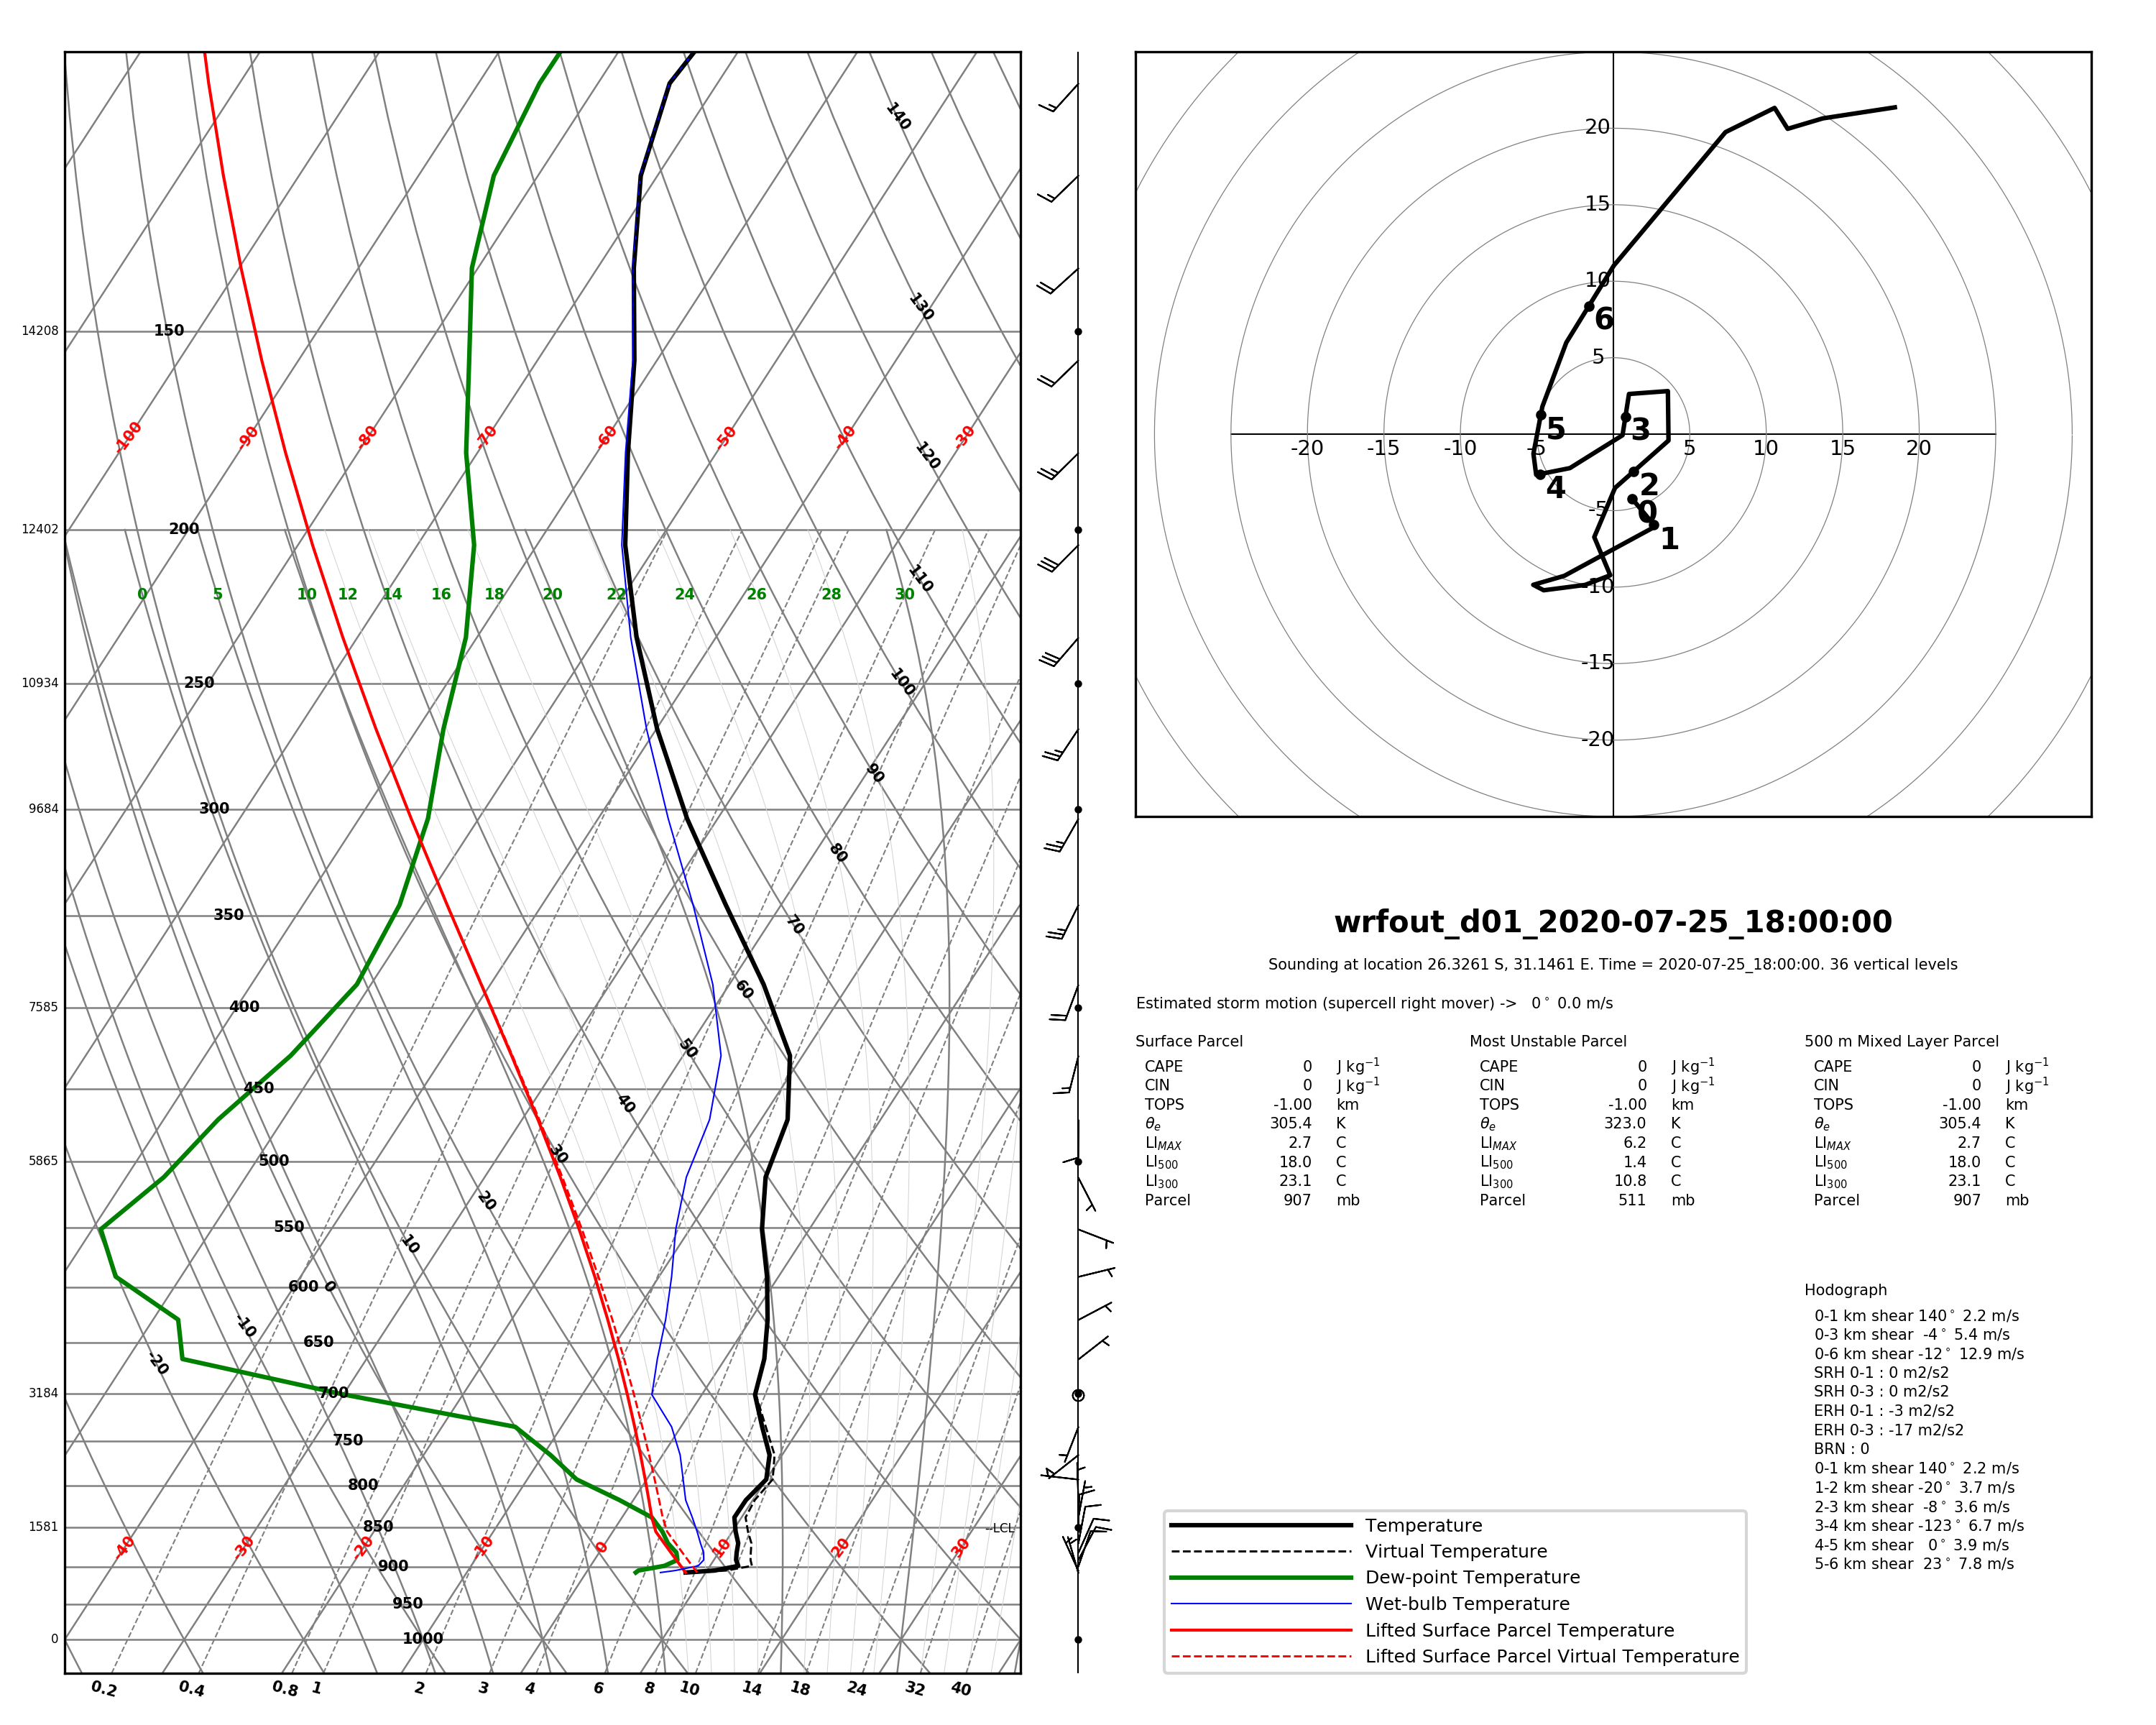 140
130
14208 150
-100 -90 -80 -70 -60 -50 -40 -30
120
12402 200
110
0 5 10 12 14 16 18 20 22 24 26 28 30
10934 250
100
90
9684 300
80
350
70
60
7585 400
50
450
40
5865 500
30
20
550
10
600 0
-10
650
-20
3184 700
750
800
1581 850
--LCL
-40 -30 -20 -10 0 10 20 30
900
950
0 1000
0.2 0.4 0.8 1 2 3 4 6 8 10 14 18 24 32 40
20
15
10
6
5
5
3
-20 -15 -10 -5 5 10 15 20
4
2
-5
0
1
-10
-15
-20
wrfout_d01_2020-07-25_18:00:00
Sounding at location 26.3261 S, 31.1461 E. Time = 2020-07-25_18:00:00. 36 vertical levels
Estimated storm motion (supercell right mover) -> 0° 0.0 m/s
Surface Parcel Most Unstable Parcel 500 m Mixed Layer Parcel
CAPE 0 J kg⁻¹ CAPE 0 J kg⁻¹ CAPE 0 J kg⁻¹
CIN 0 J kg⁻¹ CIN 0 J kg⁻¹ CIN 0 J kg⁻¹
TOPS -1.00 km TOPS -1.00 km TOPS -1.00 km
θe 305.4 K θe 323.0 K θe 305.4 K
LI MAX 2.7 C LI MAX 6.2 C LI MAX 2.7 C
LI500 18.0 C LI500 1.4 C LI500 18.0 C
LI300 23.1 C LI300 10.8 C LI300 23.1 C
Parcel 907 mb Parcel 511 mb Parcel 907 mb
Hodograph
0-1 km shear 140° 2.2 m/s
0-3 km shear -4° 5.4 m/s
0-6 km shear -12° 12.9 m/s
SRH 0-1 : 0 m2/s2
SRH 0-3 : 0 m2/s2
ERH 0-1 : -3 m2/s2
ERH 0-3 : -17 m2/s2
BRN : 0
0-1 km shear 140° 2.2 m/s
1-2 km shear -20° 3.7 m/s
2-3 km shear -8° 3.6 m/s
3-4 km shear -123° 6.7 m/s
4-5 km shear 0° 3.9 m/s
5-6 km shear 23° 7.8 m/s
Temperature
Virtual Temperature
Dew-point Temperature
Wet-bulb Temperature
Lifted Surface Parcel Temperature
Lifted Surface Parcel Virtual Temperature